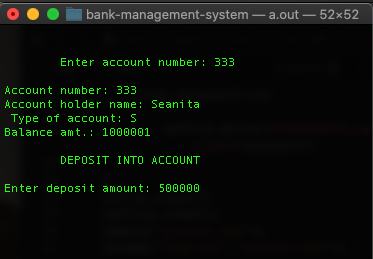 bank-management-system — a.out — 52×52
Enter account number: 333
Account number: 333
Account holder name: Seanita
Type of account: S
Balance amt.: 1000001
DEPOSIT INTO ACCOUNT
Enter deposit amount: 500000